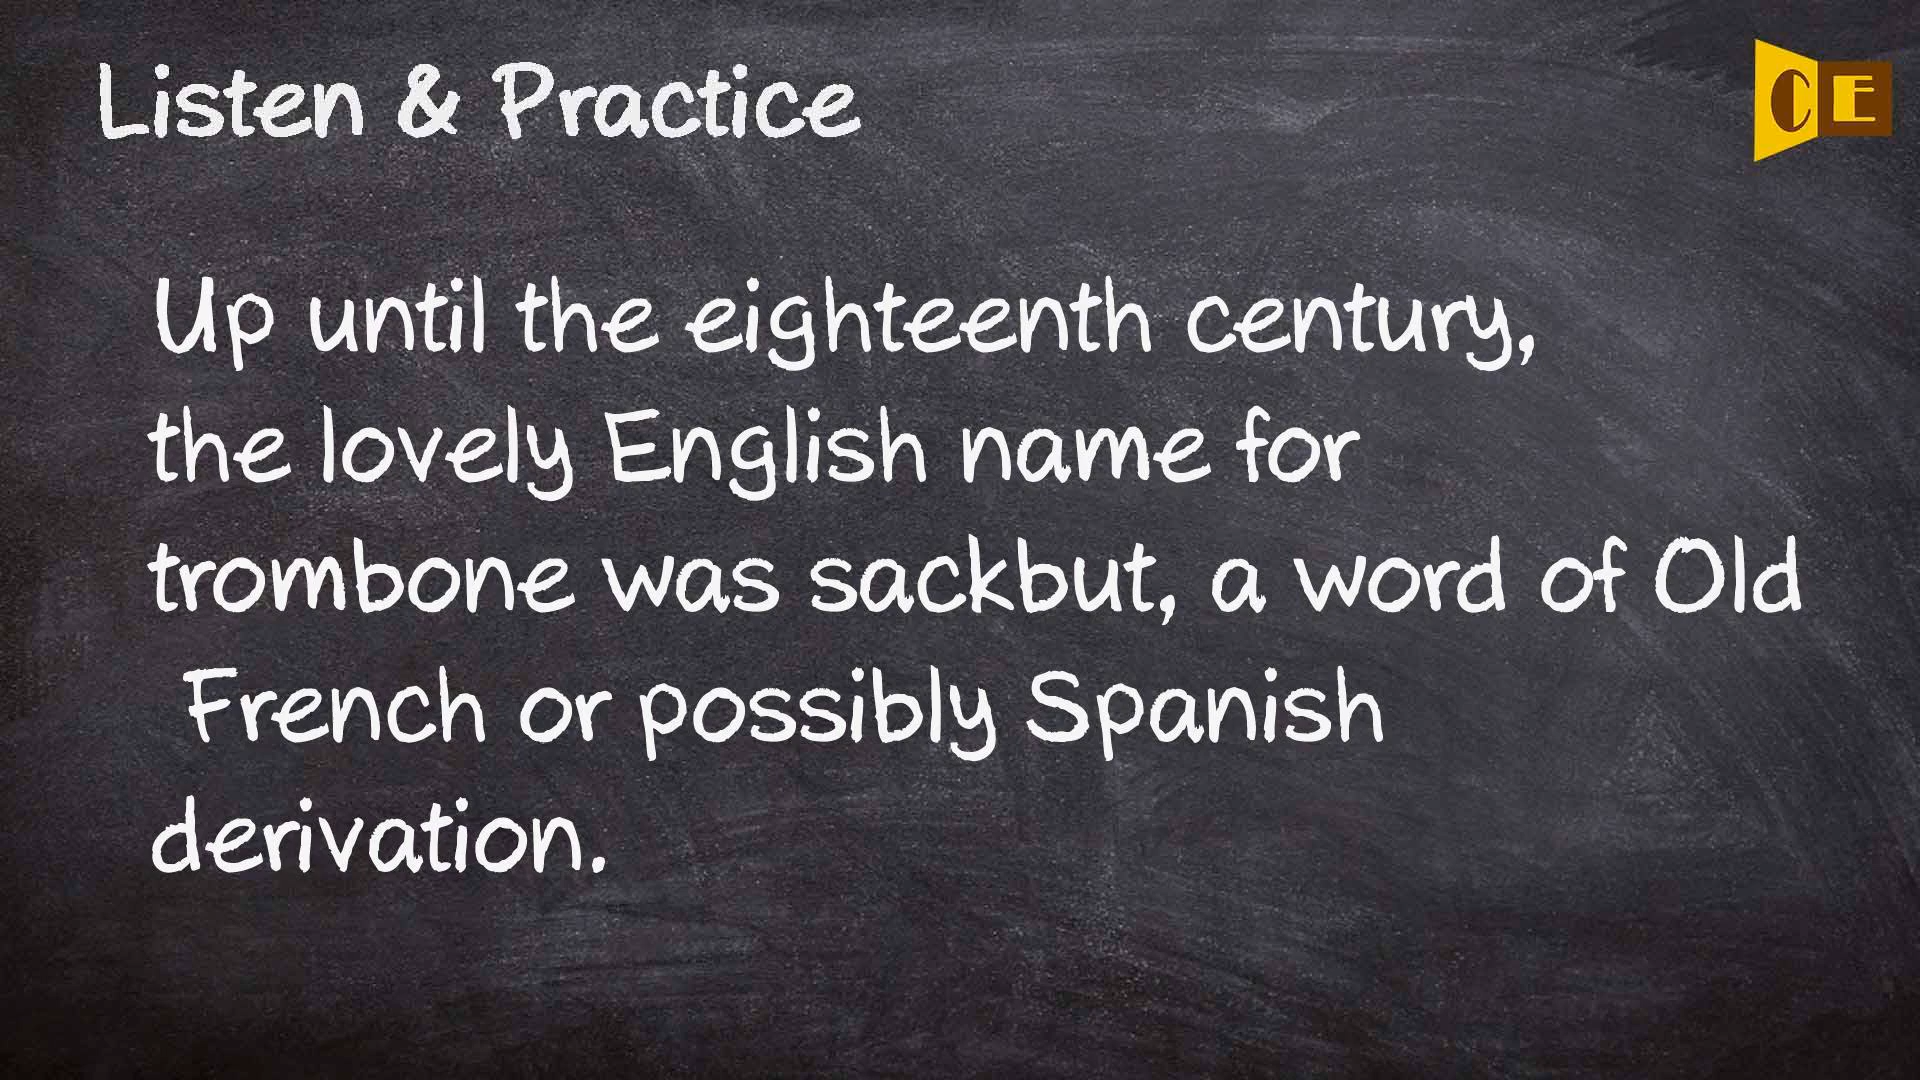 Listen & Practice
CE
Up until the eighteenth century,
the lovely English name for
trombone was sackbut, a word of Old
French or possibly Spanish
derivation.